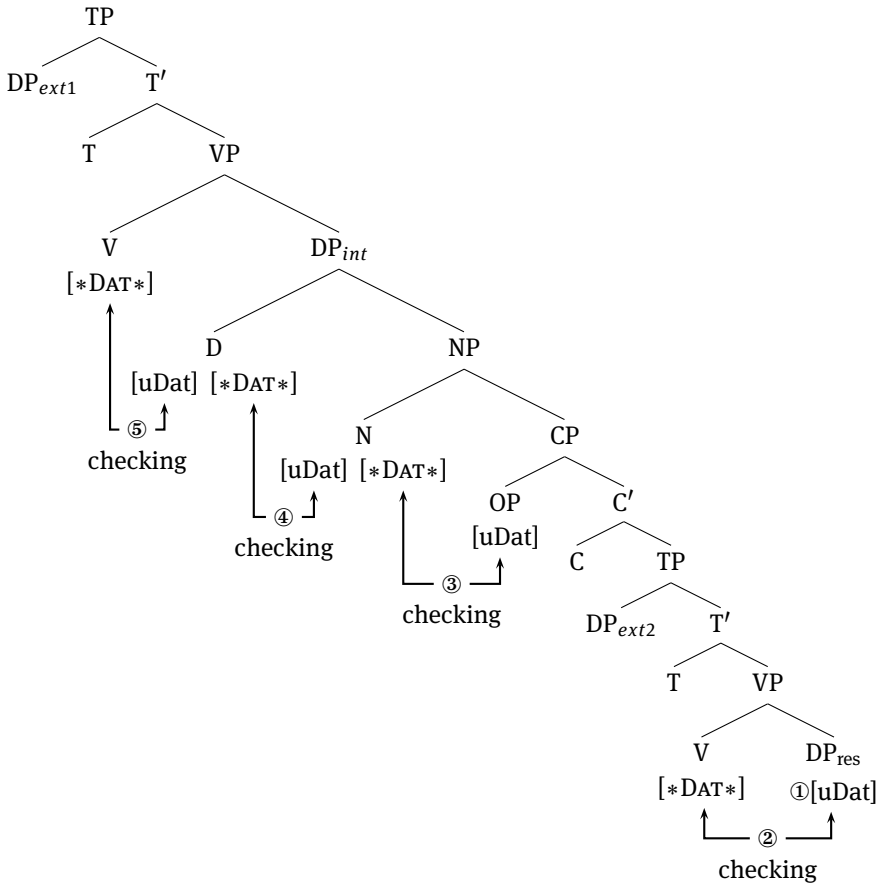 TP
DP_ext1 T′
T VP
V DP_int
[∗DAT∗]
D NP
[uDat] [∗DAT∗]
⑤ N CP
checking
[uDat] [∗DAT∗]
OP C′
④ [uDat]
checking C TP
③ DP_ext2 T′
checking
T VP
V DP_res
[∗DAT∗] ①[uDat]
②
checking